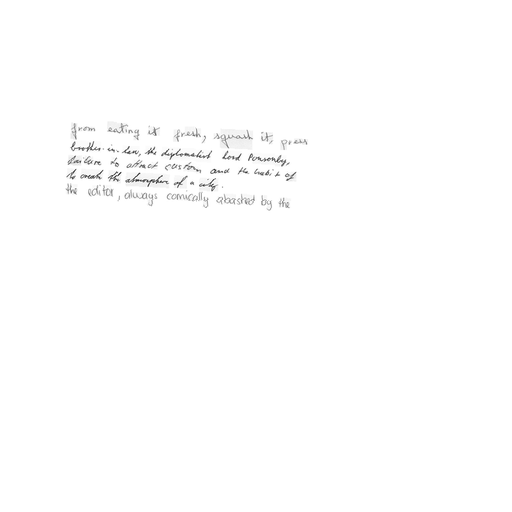 from eating it fresh, squash it, press
brother-in-law, the diplomatist Lord Ponsonby,
failure to attract custom and the habit of
to create the atmosphere of a city.
the editor, always comically abashed by the